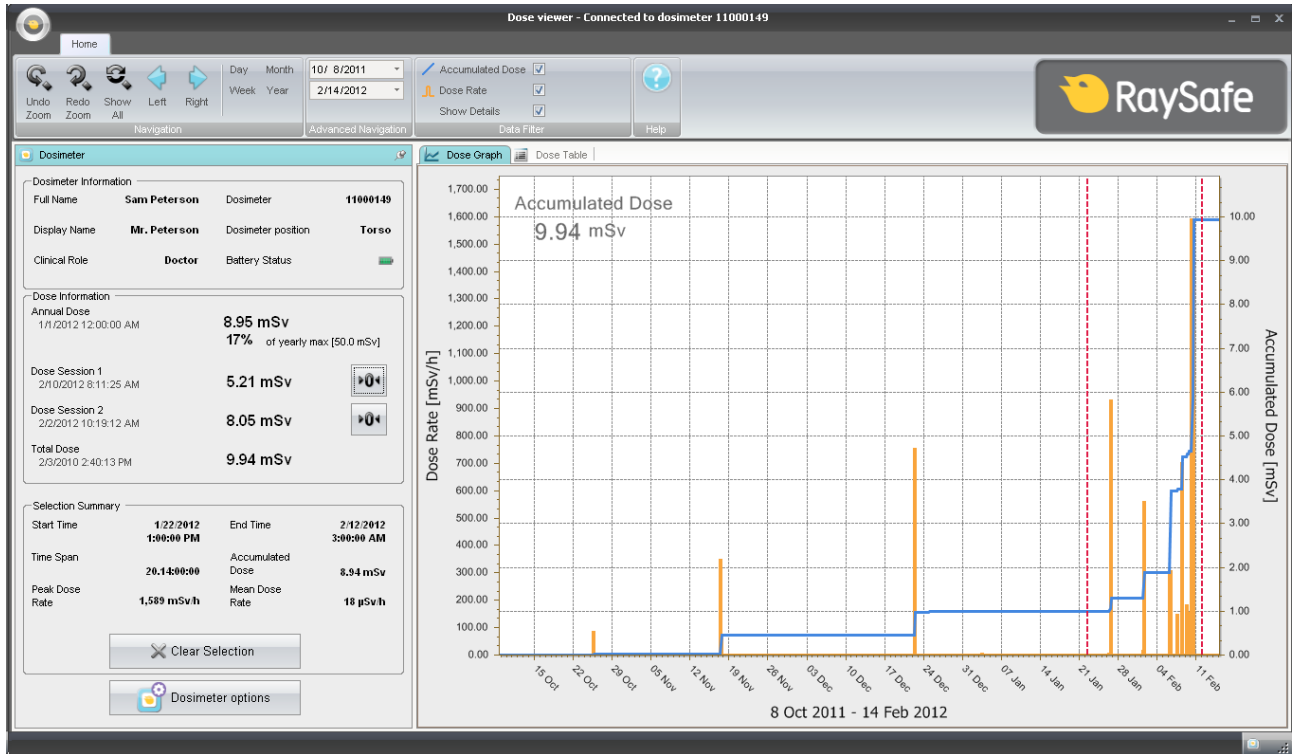 Dose viewer - Connected to dosimeter 11000149
Home
Undo Zoom
Redo Zoom
Show All
Left
Right
Navigation
Day Month
Week Year
10/ 8/2011
2/14/2012
Advanced Navigation
Accumulated Dose
Dose Rate
Show Details
Data Filter
Help
RaySafe
Dosimeter
Dosimeter Information
Full Name Sam Peterson Dosimeter 11000149
Display Name Mr. Peterson Dosimeter position Torso
Clinical Role Doctor Battery Status
Dose Information
Annual Dose
1/1/2012 12:00:00 AM 8.95 mSv
17% of yearly max [50.0 mSv]
Dose Session 1
2/10/2012 8:11:25 AM 5.21 mSv >0<
Dose Session 2
2/2/2012 10:19:12 AM 8.05 mSv >0<
Total Dose
2/3/2010 2:40:13 PM 9.94 mSv
Selection Summary
Start Time 1/22/2012 1:00:00 PM End Time 2/12/2012 3:00:00 AM
Time Span 20.14:00:00 Accumulated Dose 8.94 mSv
Peak Dose Rate 1,589 mSv/h Mean Dose Rate 18 µSv/h
Clear Selection
Dosimeter options
Dose Graph
Dose Table
Accumulated Dose
9.94 mSv
Dose Rate [mSv/h]
1,700.00
1,600.00
1,500.00
1,400.00
1,300.00
1,200.00
1,100.00
1,000.00
900.00
800.00
700.00
600.00
500.00
400.00
300.00
200.00
100.00
0.00
10.00
9.00
8.00
7.00
6.00
5.00
4.00
3.00
2.00
1.00
0.00
Accumulated Dose [mSv]
15 Oct
22 Oct
29 Oct
05 Nov
12 Nov
19 Nov
26 Nov
03 Dec
10 Dec
17 Dec
24 Dec
31 Dec
07 Jan
14 Jan
21 Jan
28 Jan
04 Feb
11 Feb
8 Oct 2011 - 14 Feb 2012